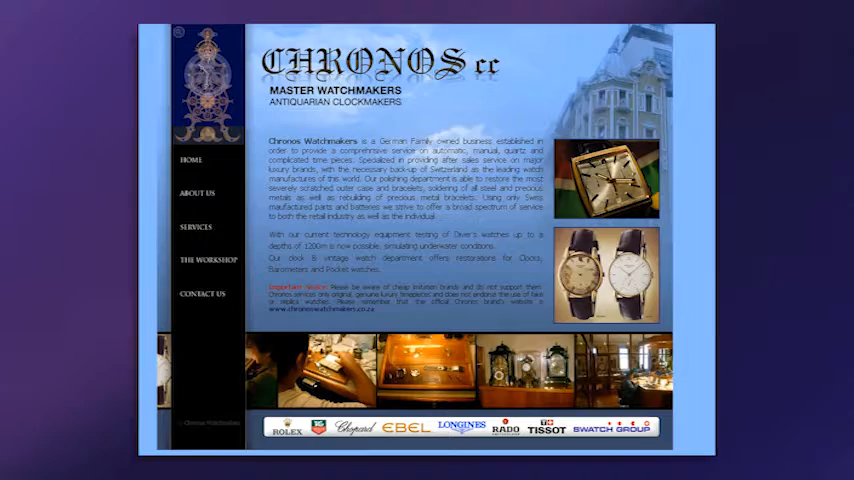 CHRONOS cc
MASTER WATCHMAKERS
ANTIQUARIAN CLOCKMAKERS
HOME
ABOUT US
SERVICES
THE WORKSHOP
CONTACT US
Chronos Watchmakers is a German Family owned business established in
order to provide a comprehensive service on automatic, manual, quartz and
complicated time pieces. Specialized in providing after sales service on major
luxury brands, with the necessary back-up of Switzerland as the leading watch
manufactures of this world. Our polishing department is able to restore the most
severely scratched outer case and bracelets, soldering of all steel and precious
metals as well as rebuilding of precious metal bracelets. Using only Swiss
maufactured parts and batteries we strive to offer a broad spectrum of service
to both the retail industry as well as the individual.
With our current technology equipment testing of Diver's watches up to a
depths of 1200m is now possible, simulating underwater conditions.
Our clock & vintage watch department offers restorations for Clocks,
Barometers and Pocket watches.
Important Notice: Please be aware of cheap imitation brands and do not support them.
Chronos services only original, genuine luxury timepieces and does not endorse the use of fake
or replica watches. Please remember that the official Chronos brand's website is
www.chronoswatchmakers.co.za
Chronos Watchmakers
ROLEX
TAG
Chopard
EBEL
LONGINES
RADO
TISSOT
SWATCH GROUP